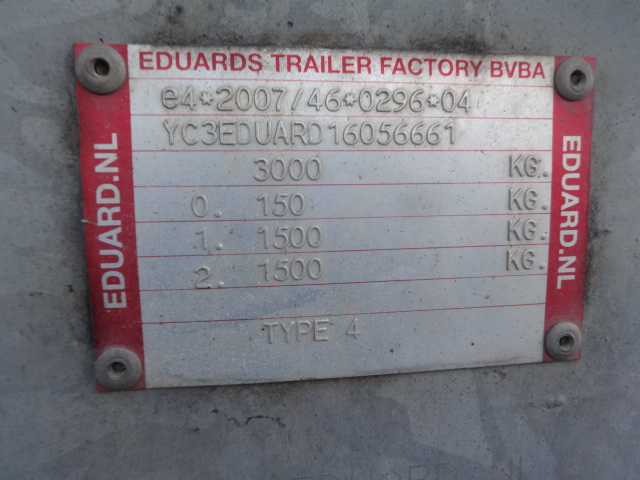 EDUARDS TRAILER FACTORY BVBA
e4*2007/46*0296*04
YC3EDUARD16056661
3000 KG.
0. 150 KG.
1. 1500 KG.
2. 1500 KG.
TYPE 4
EDUARD.NL
EDUARD.NL